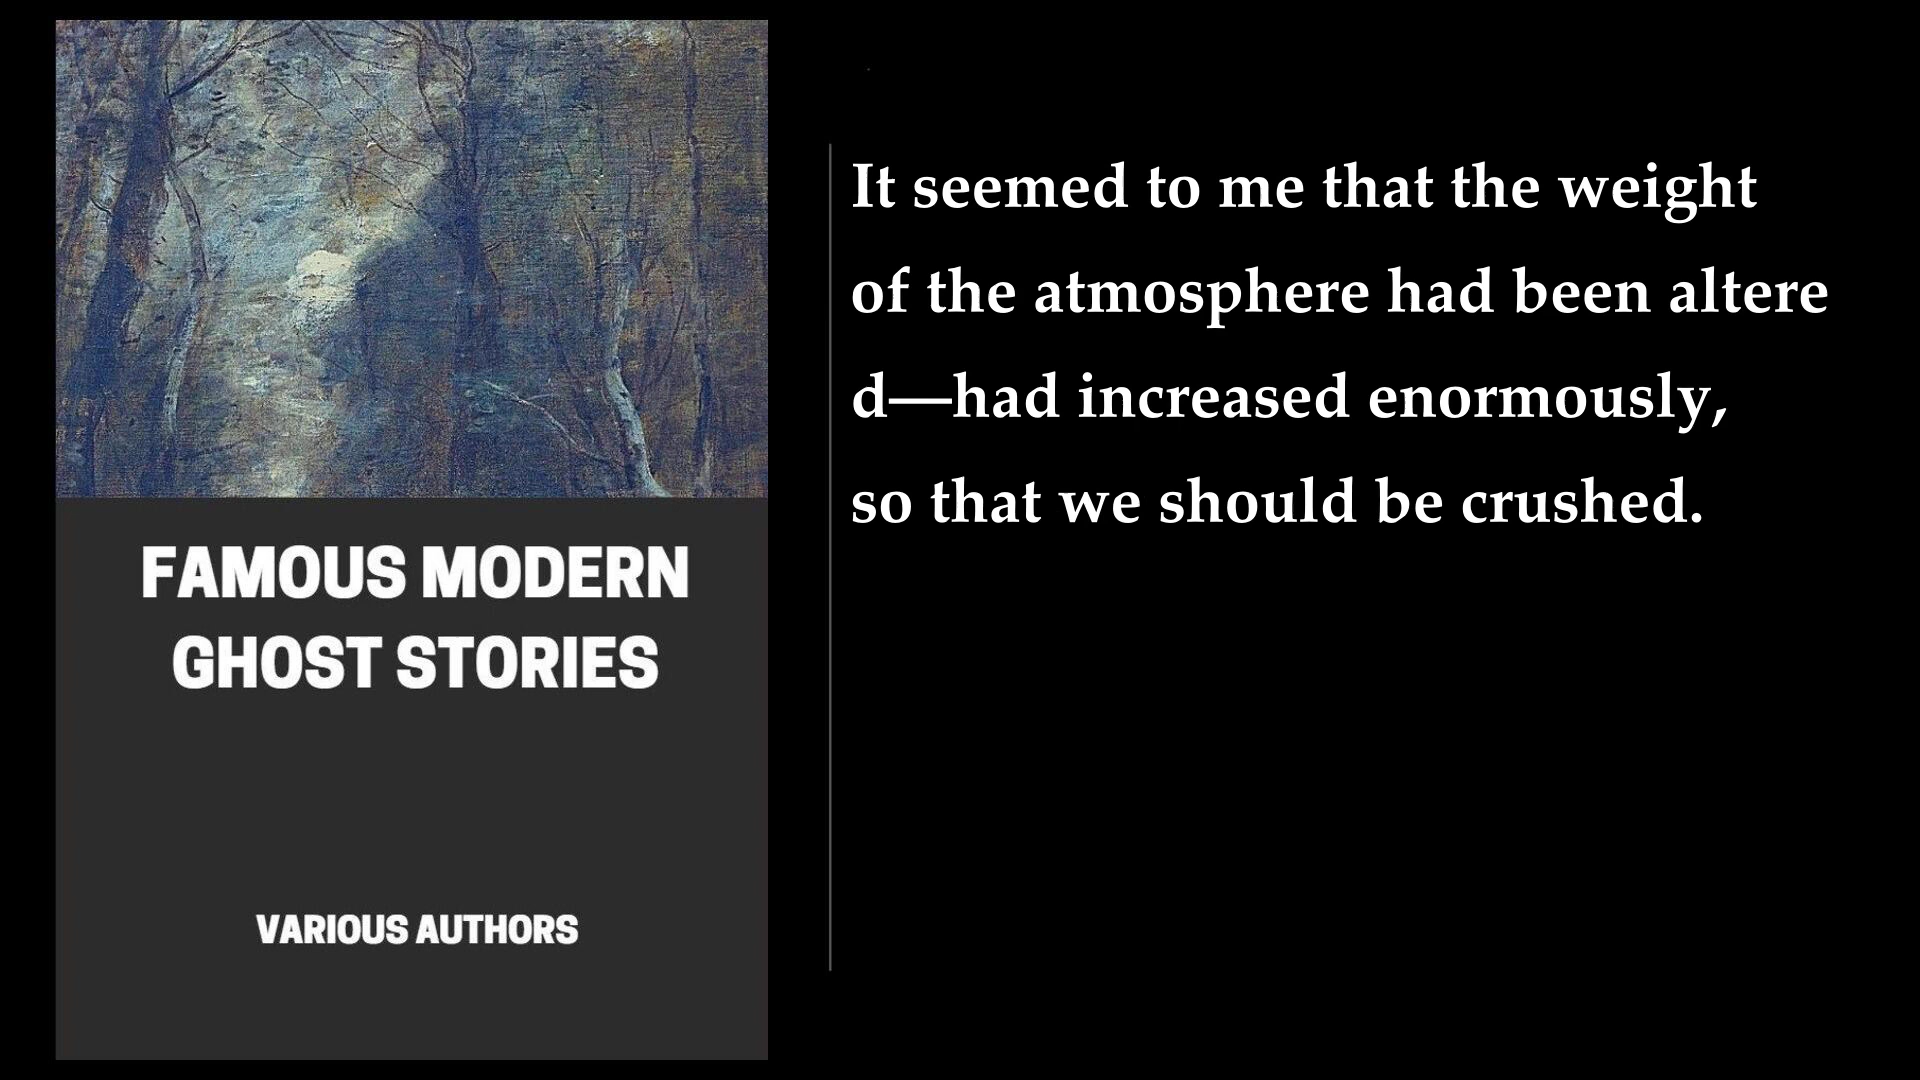 FAMOUS MODERN
GHOST STORIES
VARIOUS AUTHORS
It seemed to me that the weight
of the atmosphere had been altere
d—had increased enormously,
so that we should be crushed.